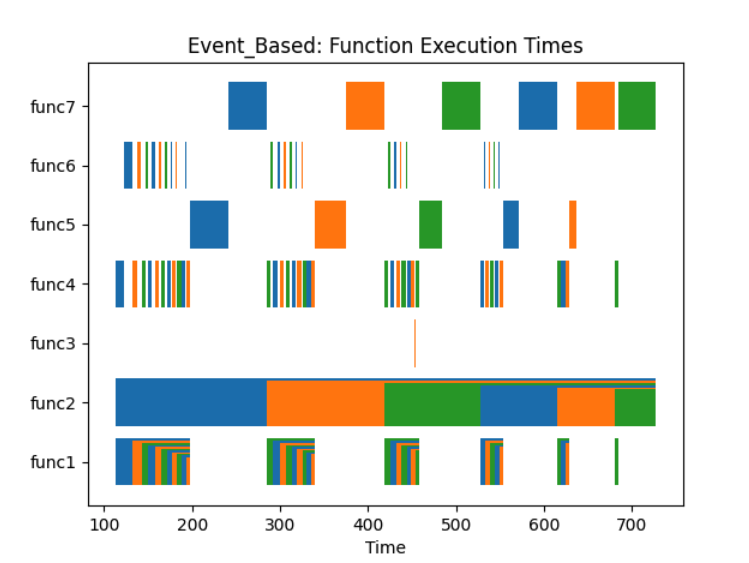 Event_Based: Function Execution Times
func7
func6
func5
func4
func3
func2
func1
100 200 300 400 500 600 700
Time